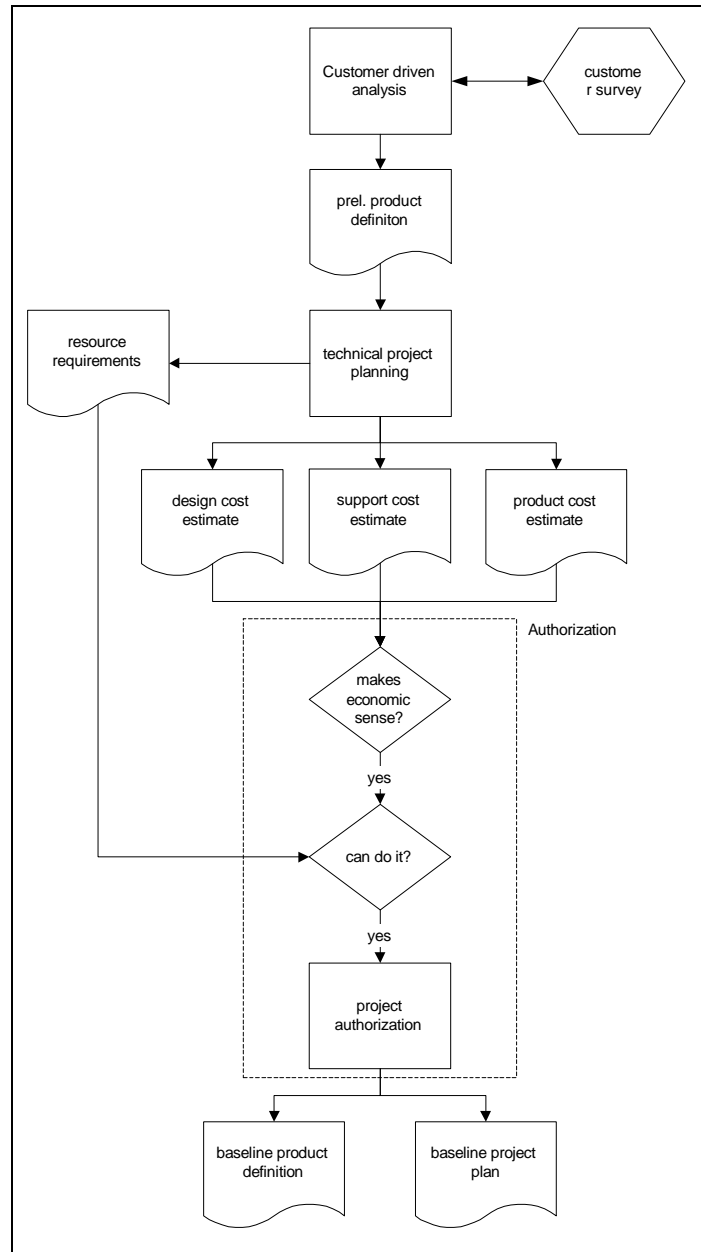 Customer driven
analysis
custome
r survey
prel. product
definiton
resource
requirements
technical project
planning
design cost
estimate
support cost
estimate
product cost
estimate
Authorization
makes
economic
sense?
yes
can do it?
yes
project
authorization
baseline product
definition
baseline project
plan